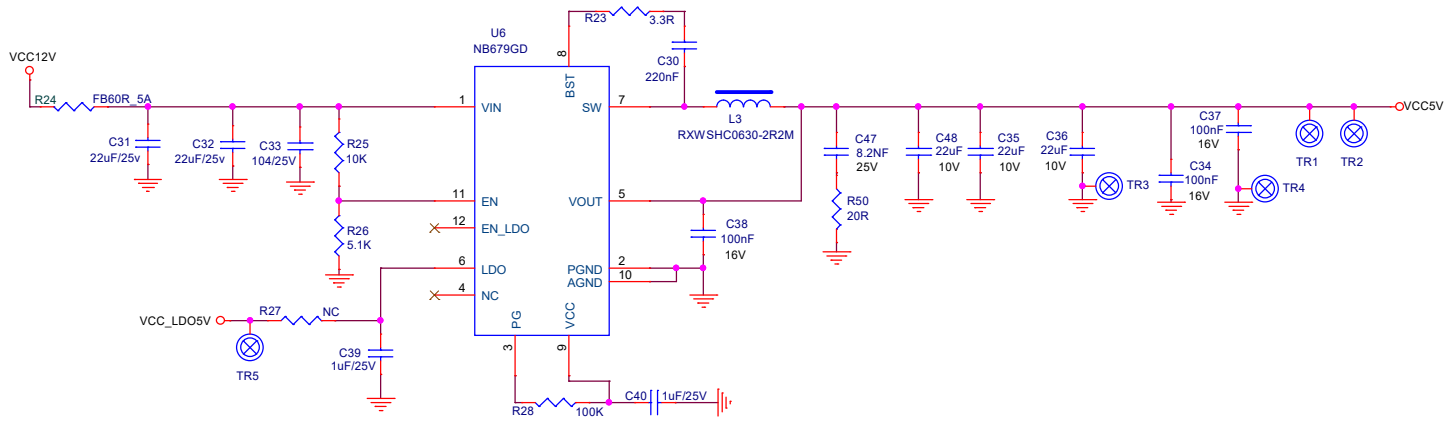 R23
3.3R
U6
NB679GD
8
BST
C30
220nF
VCC12V
R24
FB60R_5A
1
VIN
SW
7
L3
RXWSHC0630-2R2M
VCC5V
C31
22uF/25v
C32
22uF/25v
C33
104/25V
R25
10K
C47
8.2NF
25V
C48
22uF
10V
C35
22uF
10V
C36
22uF
10V
C37
100nF
16V
TR1
TR2
TR3
C34
100nF
16V
TR4
11
EN
VOUT
5
R50
20R
12
EN_LDO
R26
5.1K
C38
100nF
16V
6
LDO
PGND
2
AGND
10
4
NC
VCC_LDO5V
R27
NC
PG
VCC
TR5
C39
1uF/25V
3
9
R28
100K
C40
1uF/25V